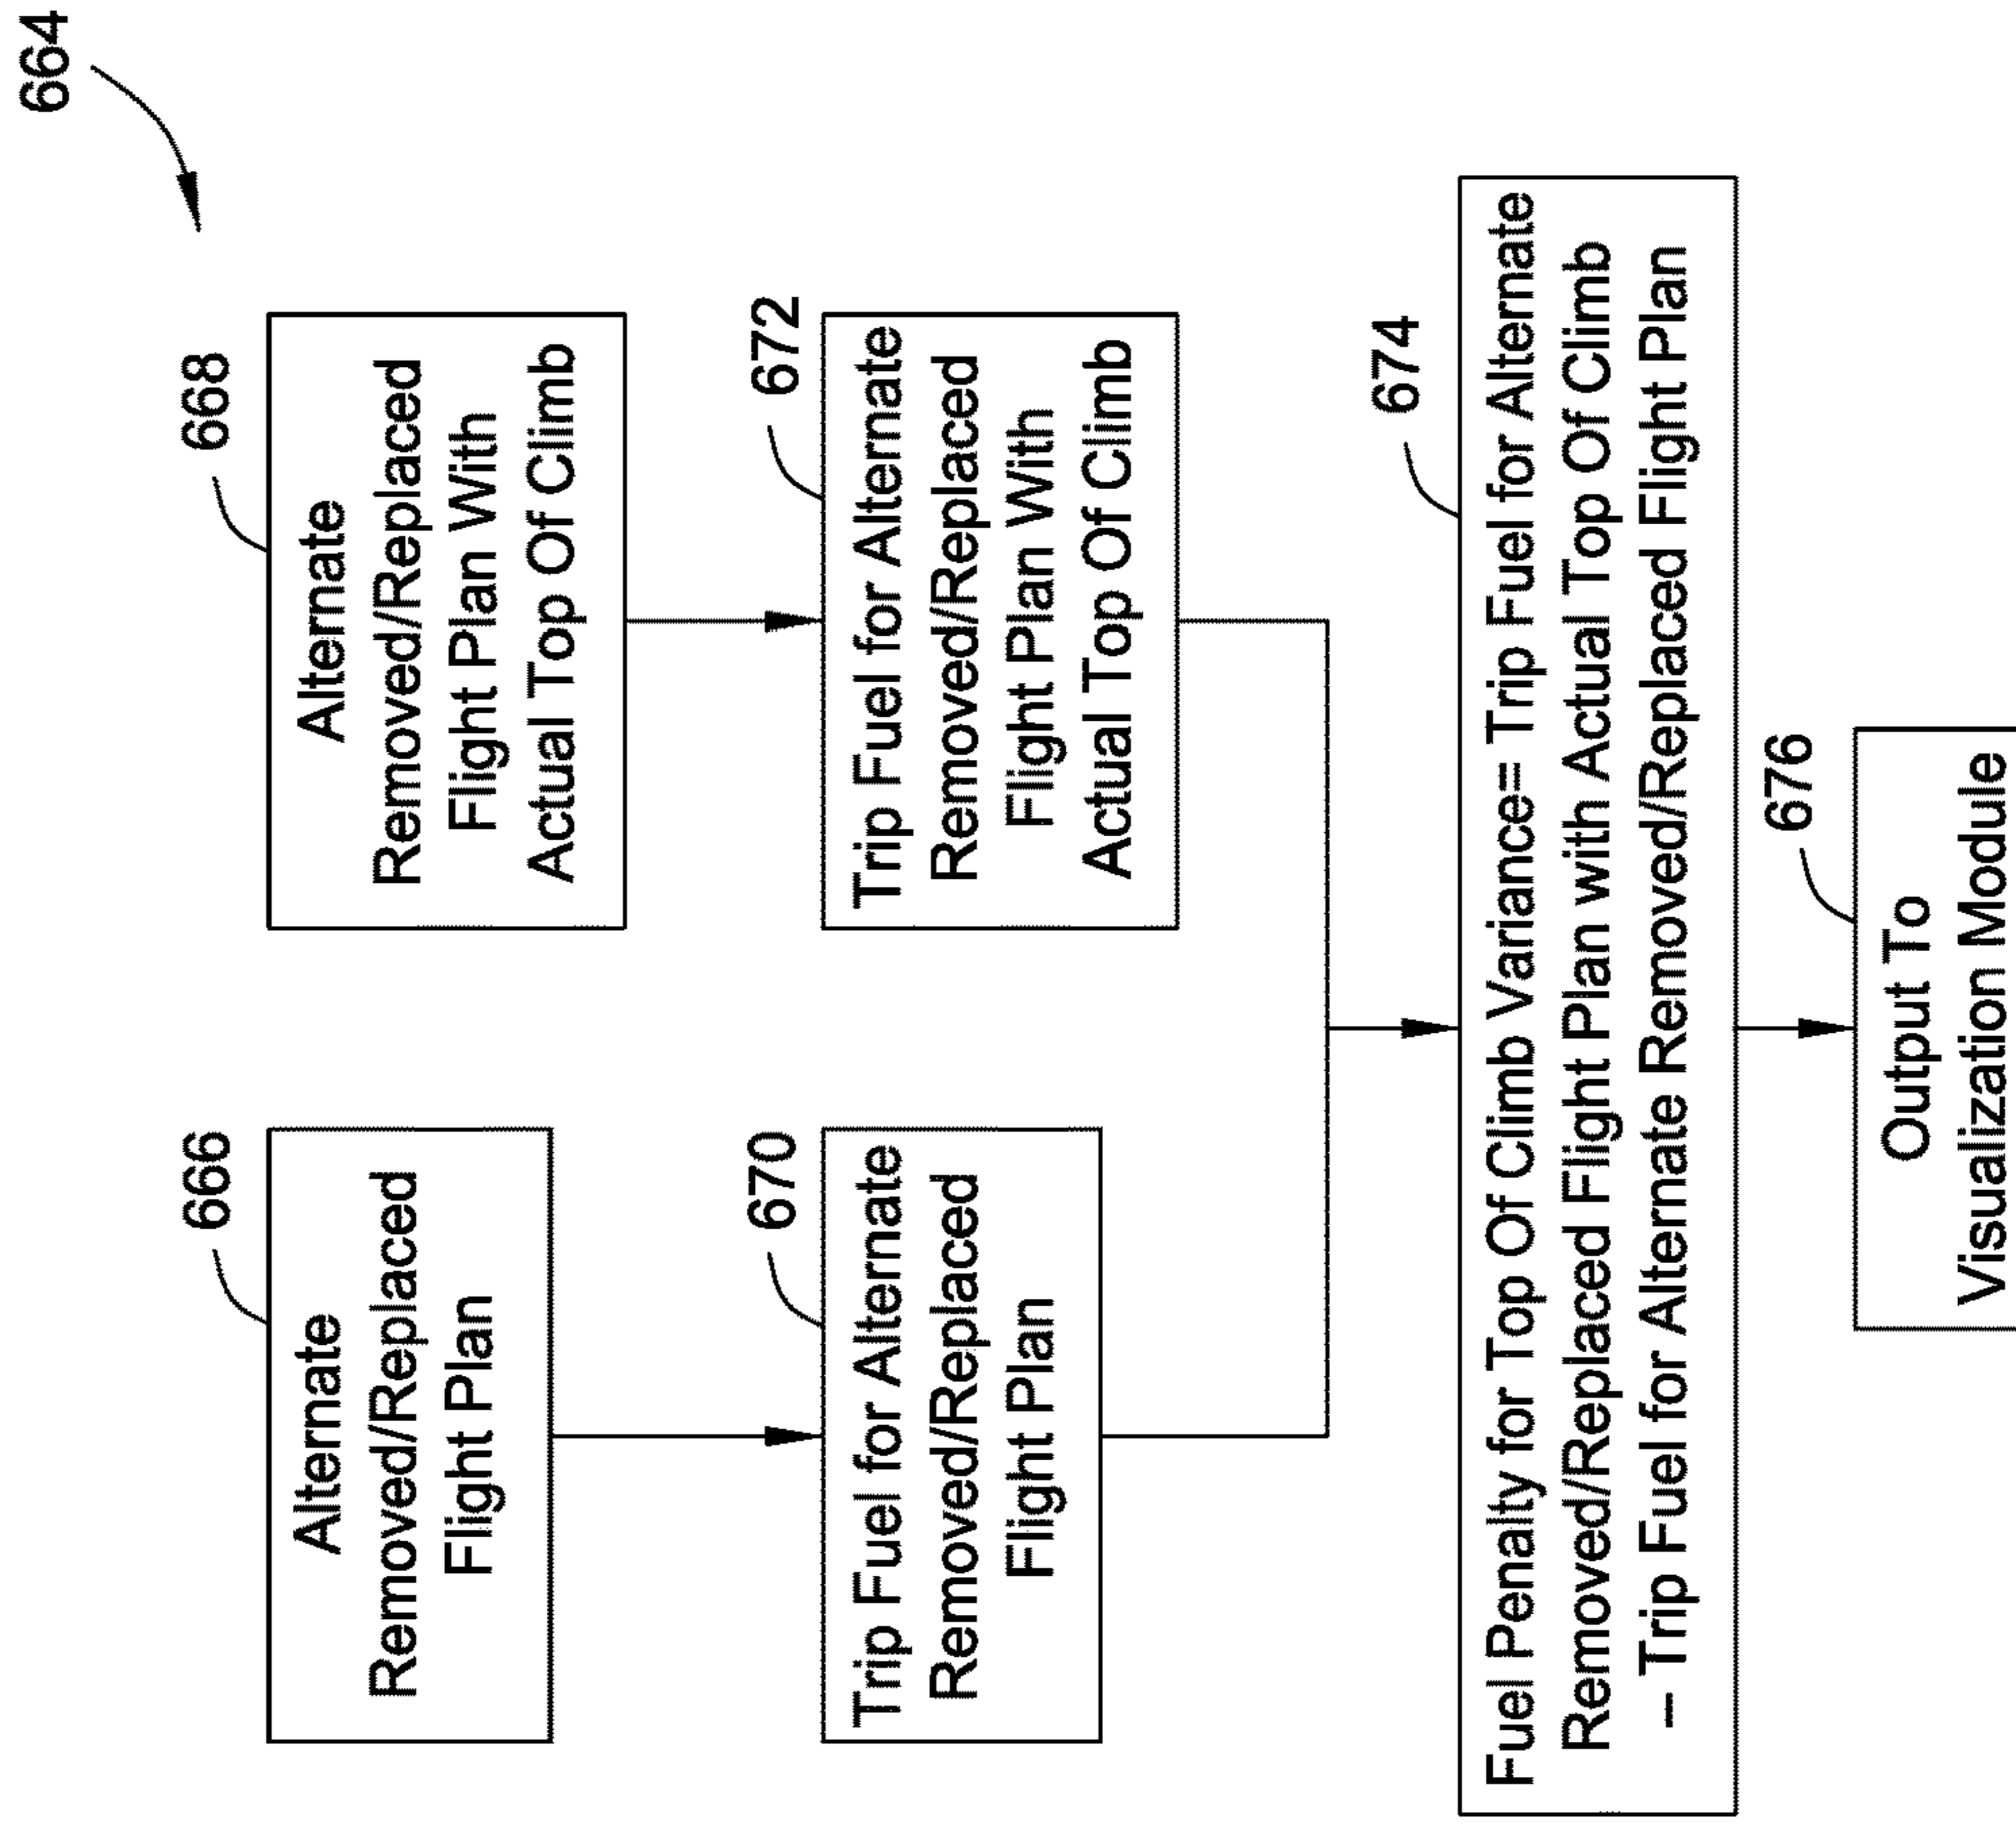 664
666
Alternate
Removed/Replaced
Flight Plan
668
Alternate
Removed/Replaced
Flight Plan With
Actual Top Of Climb
670
Trip Fuel for Alternate
Removed/Replaced
Flight Plan
672
Trip Fuel for Alternate
Removed/Replaced
Flight Plan With
Actual Top Of Climb
674
Fuel Penalty for Top Of Climb Variance= Trip Fuel for Alternate
Removed/Replaced Flight Plan with Actual Top Of Climb
– Trip Fuel for Alternate Removed/Replaced Flight Plan
676
Output To
Visualization Module